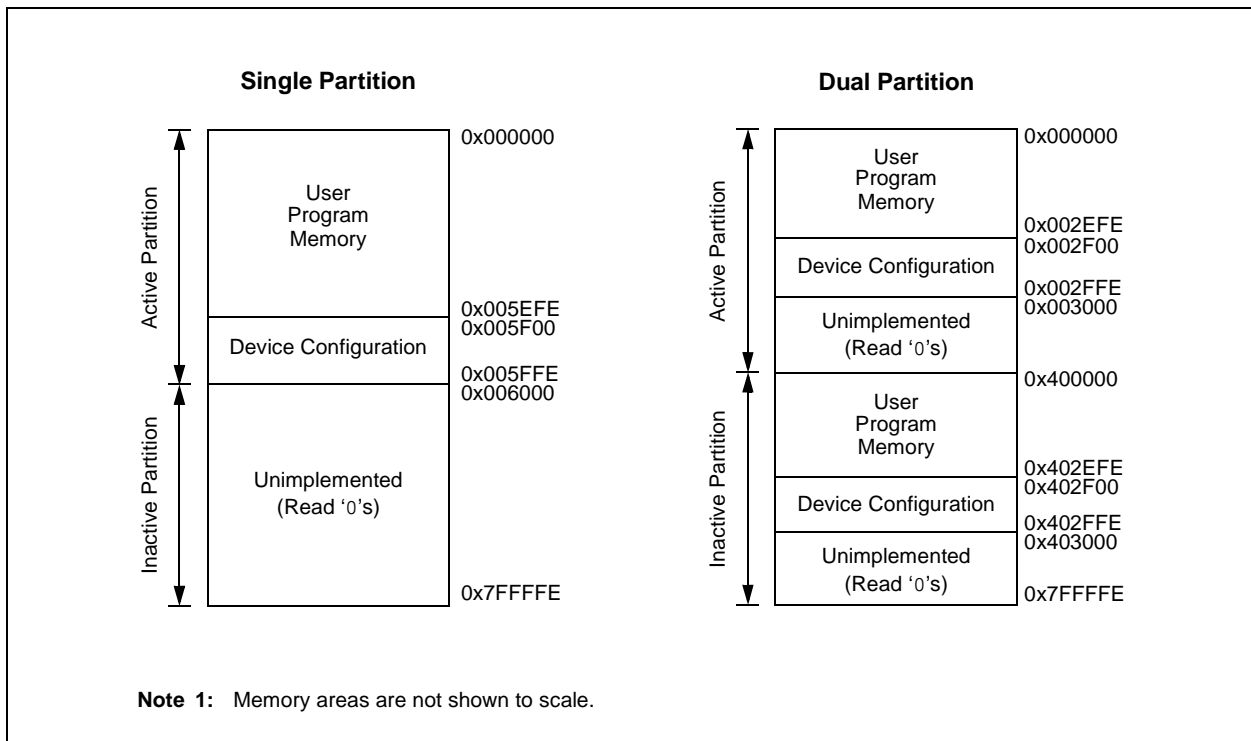 Single Partition
Active Partition
Inactive Partition
User
Program
Memory
Device Configuration
Unimplemented
(Read ‘0’s)
0x000000
0x005EFE
0x005F00
0x005FFE
0x006000
0x7FFFFE
Dual Partition
Active Partition
Inactive Partition
User
Program
Memory
Device Configuration
Unimplemented
(Read ‘0’s)
User
Program
Memory
Device Configuration
Unimplemented
(Read ‘0’s)
0x000000
0x002EFE
0x002F00
0x002FFE
0x003000
0x400000
0x402EFE
0x402F00
0x402FFE
0x403000
0x7FFFFE
Note 1: Memory areas are not shown to scale.